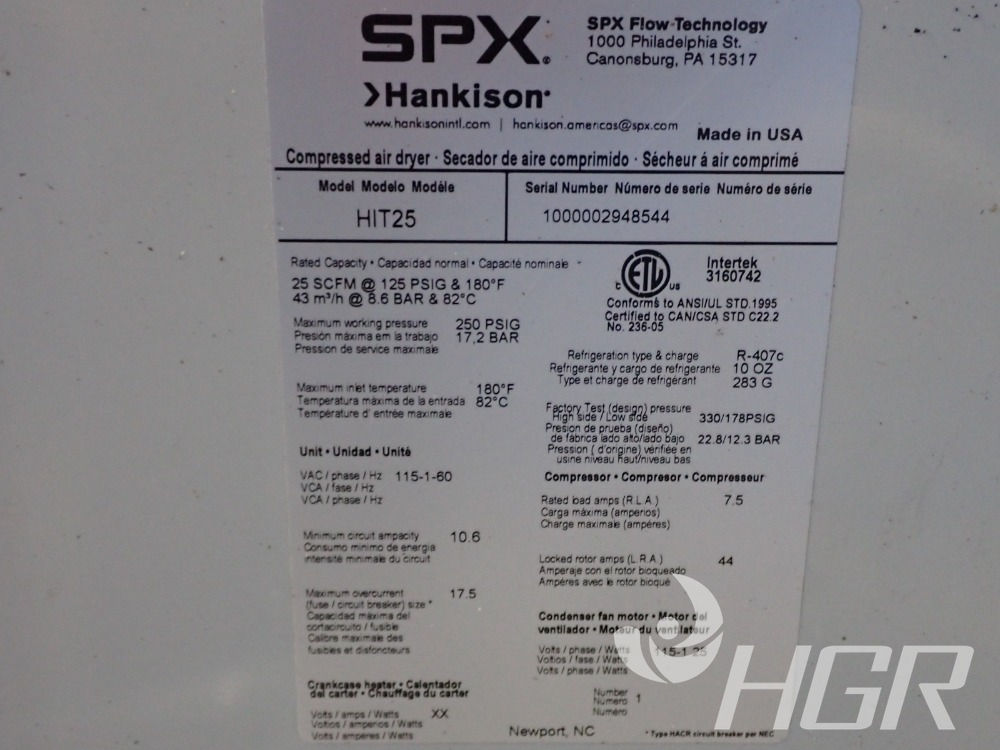 SPX.
SPX Flow Technology
1000 Philadelphia St.
Canonsburg, PA 15317
Hankison
www.hankisonintl.com | hankison.americas@spx.com
Made in USA
Compressed air dryer · Secador de aire comprimido · Sécheur á air comprimé
Model Modelo Modèle
HIT25
Serial Number Número de serie Numéro de série
1000002948544
Rated Capacity • Capacidad normal • Capacité nominale
25 SCFM @ 125 PSIG & 180°F
43 m³/h @ 8.6 BAR & 82°C
ETL
c us
Intertek
3160742
Conforms to ANSI/UL STD.1995
Certified to CAN/CSA STD C22.2
No. 236-05
Maximum working pressure 250 PSIG
Presión máxima em la trabajo 17,2 BAR
Pression de service maximale
Refrigeration type & charge R-407c
Refrigerante y cargo de refrigerante 10 OZ
Type et charge de refrigérant 283 G
Maximum inlet temperature 180°F
Temperatura máxima de la entrada 82°C
Température d' entrée maximale
Factory Test (design) pressure
High side / Low side 330/178PSIG
Presion de prueba (diseño)
de fábrica lado alto/lado bajo 22.8/12.3 BAR
Pression ( d'origine) vérifiée en
usine niveau haut/niveau bas
Unit • Unidad • Unité
VAC / phase / Hz 115-1-60
VCA / fase / Hz
VCA / phase / Hz
Compressor • Compresor • Compresseur
Rated load amps (R.L.A.) 7.5
Carga máxima (amperios)
Charge maximale (ampéres)
Minimum circuit ampacity 10.6
Consumo mínimo de energia
intensité minimale du circuit
Locked rotor amps (L.R.A.) 44
Amperaje con el rotor bloqueado
Ampéres avec le rotor bloqué
Maximum overcurrent 17.5
(fuse / circuit breaker) size *
Capacidad máxima del
cortacircuito / fusible
Calibre maximale des
fusibles et disfoncteurs
Condenser fan motor • Motor del
ventilador • Moteur du ventilateur
Volts / phase / Watts 115-1-25
Voltios / fase / Watts
Volts / phase / Watts
Crankcase heater • Calentador
del carter • Chauffage du carter
Volts / amps / Watts XX
Voltios / amperios / Watts
Volts / amperes / Watts
Number 1
Numero
Numéro
Newport, NC
* Type HACR circuit breaker per NEC
HGR